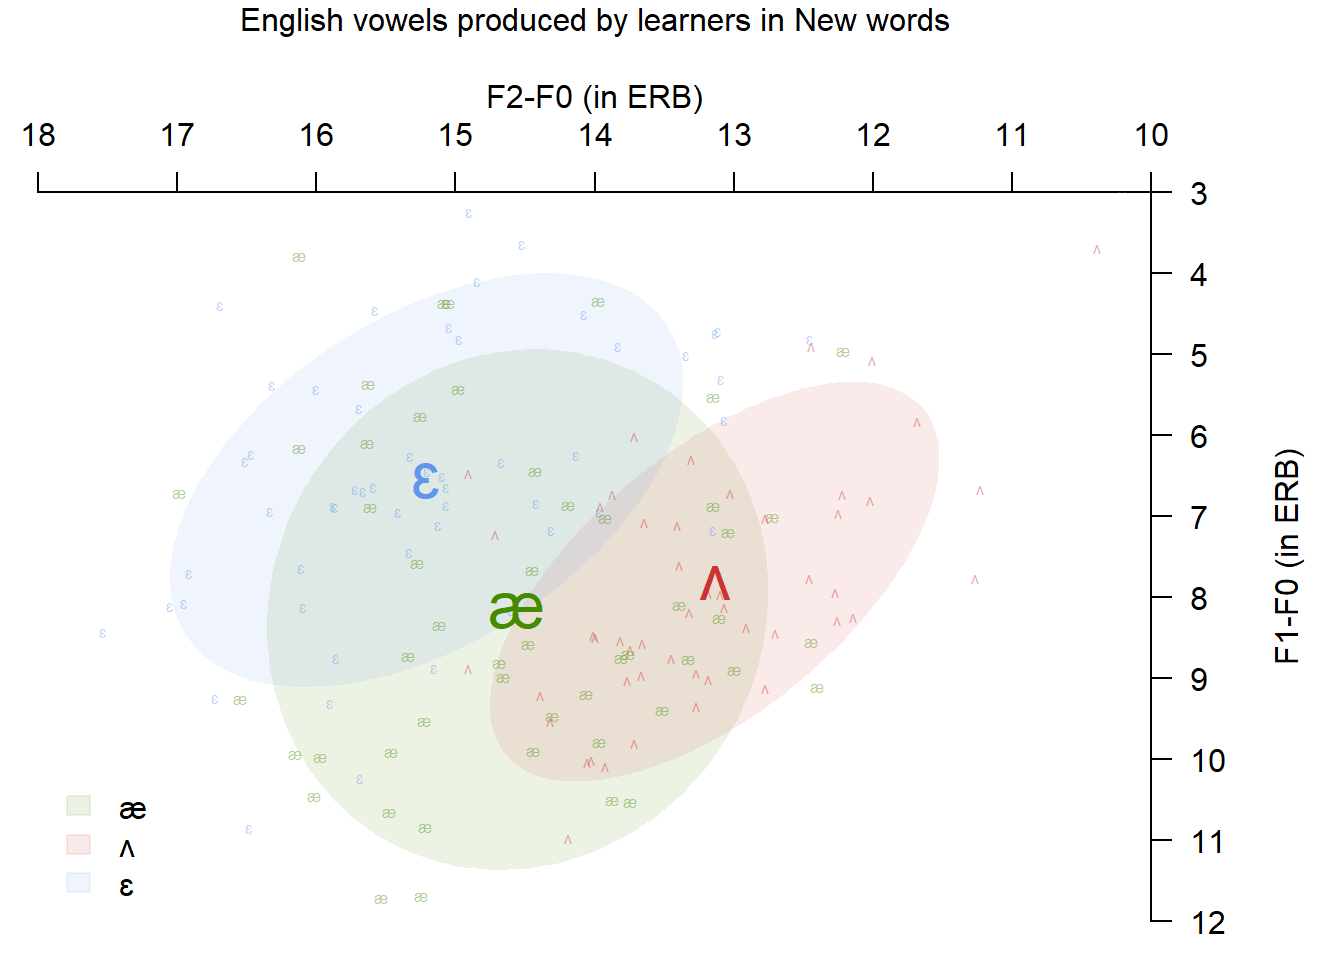 English vowels produced by learners in New words
F2-F0 (in ERB)
18 17 16 15 14 13 12 11 10
3
4
5
6
7
8
9
10
11
12
F1-F0 (in ERB)
ɛ
æ
ʌ
æ
ʌ
ɛ